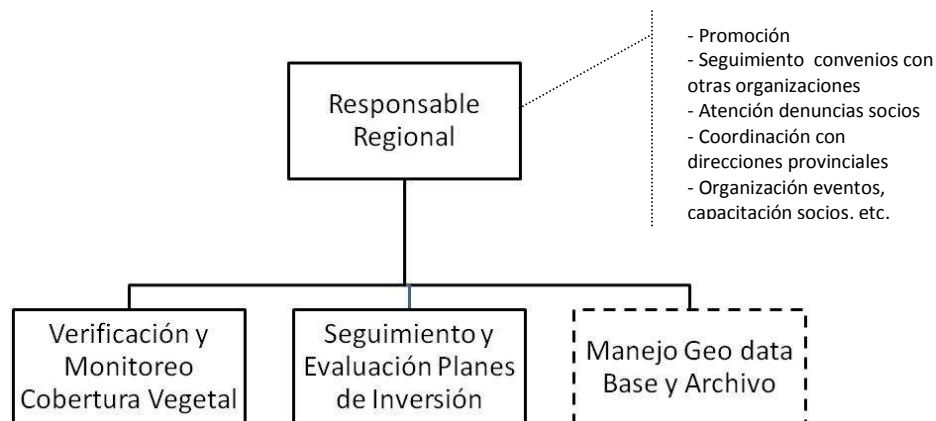 - Promoción
- Seguimiento convenios con
otras organizaciones
- Atención denuncias socios
- Coordinación con
direcciones provinciales
- Organización eventos,
capacitación socios, etc.
Responsable
Regional
Verificación y
Monitoreo
Cobertura Vegetal
Seguimiento y
Evaluación Planes
de Inversión
Manejo Geo data
Base y Archivo